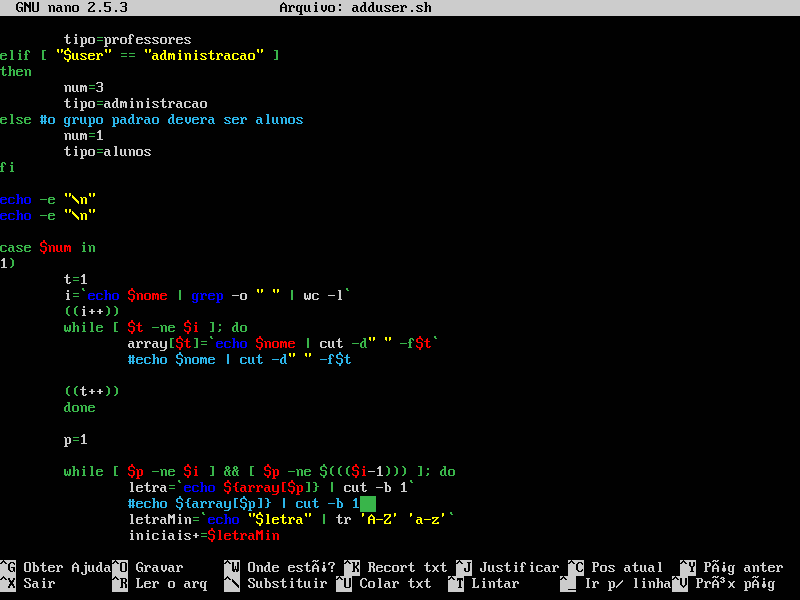 GNU nano 2.5.3 Arquivo: adduser.sh
tipo=professores
elif [ "$user" == "administracao" ]
then
num=3
tipo=administracao
else #o grupo padrao devera ser alunos
num=1
tipo=alunos
fi
echo -e "\n"
echo -e "\n"
case $num in
1)
t=1
i=`echo $nome | grep -o " " | wc -l`
((i++))
while [ $t -ne $i ]; do
array[$t]=`echo $nome | cut -d" " -f$t`
#echo $nome | cut -d" " -f$t
((t++))
done
p=1
while [ $p -ne $i ] && [ $p -ne $((($i-1))) ]; do
letra=`echo ${array[$p]} | cut -b 1`
#echo ${array[$p]} | cut -b 1
letraMin=`echo "$letra" | tr 'A-Z' 'a-z'`
iniciais+=$letraMin
^G Obter Ajuda ^O Gravar ^W Onde estÃ¡? ^K Recort txt ^J Justificar ^C Pos atual ^Y PÃ¡g anter
^X Sair ^R Ler o arq ^\ Substituir ^U Colar txt ^T Lintar ^_ Ir p/ linha ^V PrÃ³x pÃ¡g